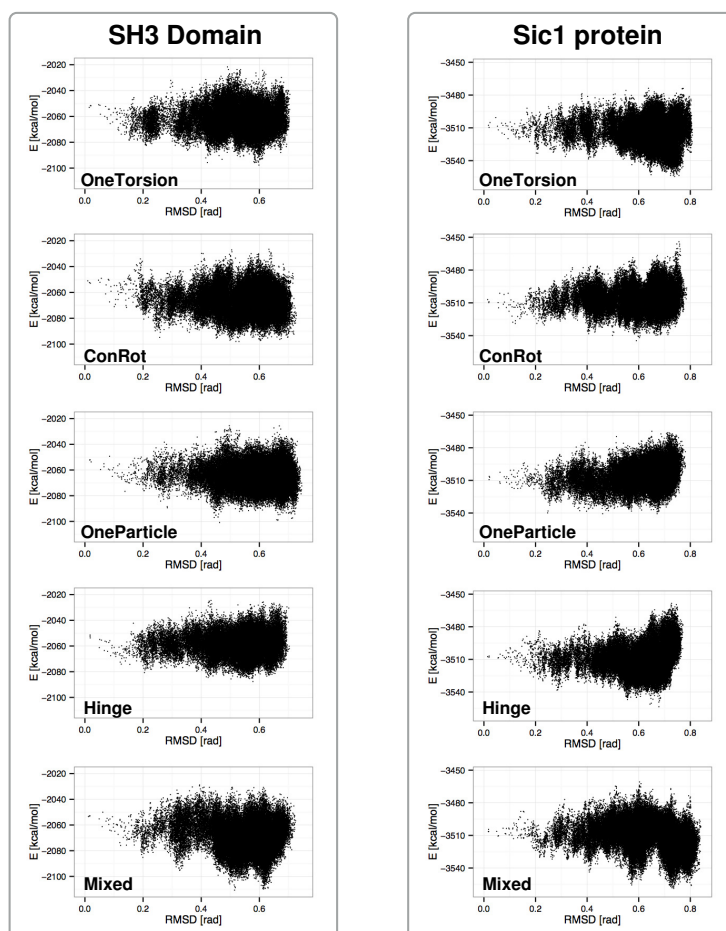 SH3 Domain
−2020
−2040
−2060
−2080
−2100
E [kcal/mol]
OneTorsion
0.0 0.2 0.4 0.6
RMSD [rad]
−2020
−2040
−2060
−2080
−2100
E [kcal/mol]
ConRot
0.0 0.2 0.4 0.6
RMSD [rad]
−2020
−2040
−2060
−2080
−2100
E [kcal/mol]
OneParticle
0.0 0.2 0.4 0.6
RMSD [rad]
−2020
−2040
−2060
−2080
−2100
E [kcal/mol]
Hinge
0.0 0.2 0.4 0.6
RMSD [rad]
−2020
−2040
−2060
−2080
−2100
E [kcal/mol]
Mixed
0.0 0.2 0.4 0.6
RMSD [rad]
Sic1 protein
−3450
−3480
−3510
−3540
E [kcal/mol]
OneTorsion
0.0 0.2 0.4 0.6 0.8
RMSD [rad]
−3450
−3480
−3510
−3540
E [kcal/mol]
ConRot
0.0 0.2 0.4 0.6 0.8
RMSD [rad]
−3450
−3480
−3510
−3540
E [kcal/mol]
OneParticle
0.0 0.2 0.4 0.6 0.8
RMSD [rad]
−3450
−3480
−3510
−3540
E [kcal/mol]
Hinge
0.0 0.2 0.4 0.6 0.8
RMSD [rad]
−3450
−3480
−3510
−3540
E [kcal/mol]
Mixed
0.0 0.2 0.4 0.6 0.8
RMSD [rad]